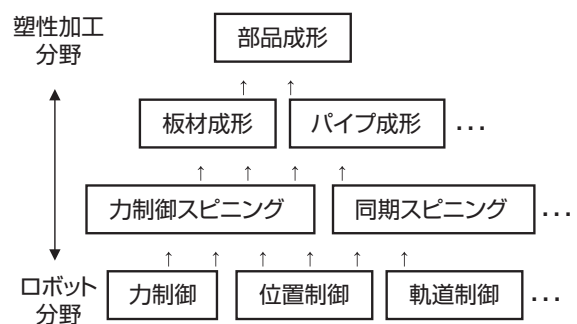 塑性加工
分野
部品成形
↑ ↑
板材成形 パイプ成形 ...
↑ ↑ ↑ ↑
力制御スピニング 同期スピニング ...
↑ ↑ ↑ ↑ ↑ ↑
ロボット
分野
力制御 位置制御 軌道制御 ...